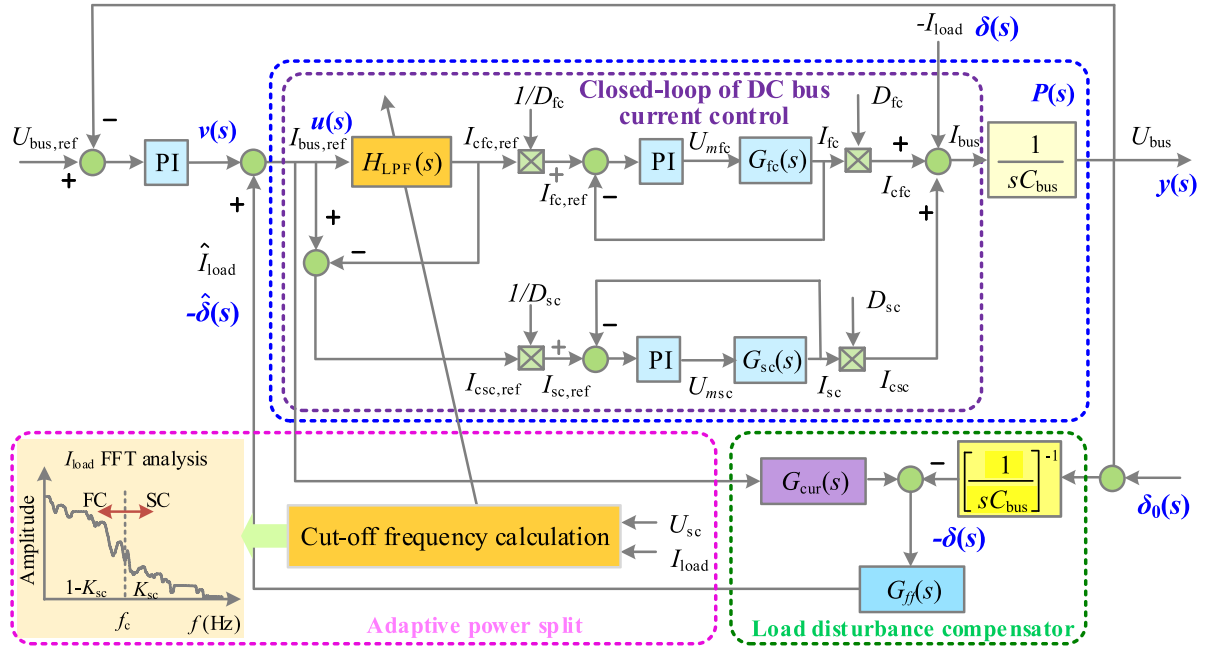 -I_load δ(s)
Closed-loop of DC bus
current control
P(s)
1/D_fc
D_fc
U_bus,ref
−
+
PI
v(s)
I_bus,ref
u(s)
H_LPF(s)
I_cfc,ref
+
I_fc,ref
−
PI
U_mfc
G_fc(s)
I_fc
+
I_cfc
+
I_bus
1
sC_bus
U_bus
y(s)
+
+
−
Î_load
-δ̂(s)
1/D_sc
D_sc
−
+
I_csc,ref
I_sc,ref
PI
U_msc
G_sc(s)
I_sc
I_csc
I_load FFT analysis
FC
SC
Amplitude
1-K_sc
K_sc
f_c
f (Hz)
Cut-off frequency calculation
U_sc
I_load
Adaptive power split
G_cur(s)
−
[1/sC_bus]^-1
δ_0(s)
-δ(s)
G_ff(s)
Load disturbance compensator